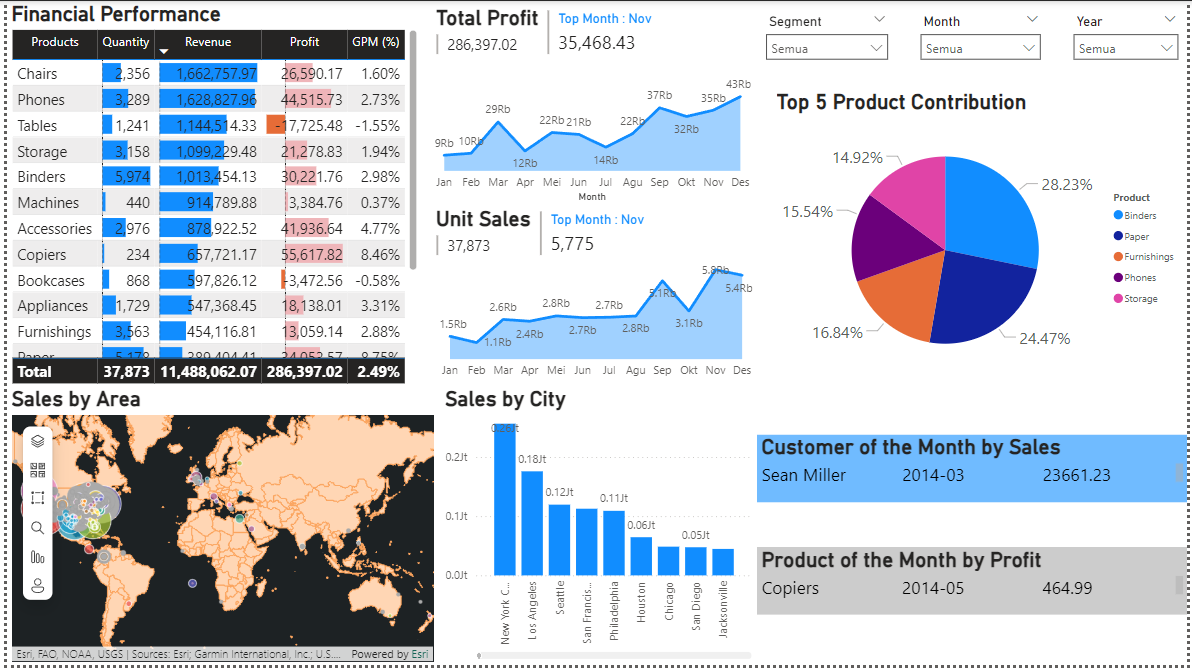 Financial Performance
Products Quantity Revenue Profit GPM (%)
Chairs 2,356 1,662,757.97 26,590.17 1.60%
Phones 3,289 1,628,827.96 44,515.73 2.73%
Tables 1,241 1,144,514.33 -17,725.48 -1.55%
Storage 3,158 1,099,229.48 21,278.83 1.94%
Binders 5,974 1,013,454.13 30,221.76 2.98%
Machines 440 914,789.88 3,384.76 0.37%
Accessories 2,976 878,922.52 41,936.64 4.77%
Copiers 234 657,721.17 55,617.82 8.46%
Bookcases 868 597,826.12 -3,472.56 -0.58%
Appliances 1,729 547,368.45 18,138.01 3.31%
Furnishings 3,563 454,116.81 13,059.14 2.88%
Paper 5,178 389,404.41 34,053.57 8.75%
Total 37,873 11,488,062.07 286,397.02 2.49%
Total Profit
286,397.02
Top Month : Nov
35,468.43
9Rb 10Rb 29Rb 12Rb 22Rb 21Rb 14Rb 22Rb 37Rb 32Rb 35Rb 43Rb
Jan Feb Mar Apr Mei Jun Jul Agu Sep Okt Nov Des
Month
Unit Sales
37,873
Top Month : Nov
5,775
1.5Rb 1.1Rb 2.6Rb 2.4Rb 2.8Rb 2.7Rb 2.7Rb 2.8Rb 5.1Rb 3.1Rb 5.8Rb 5.4Rb
Jan Feb Mar Apr Mei Jun Jul Agu Sep Okt Nov Des
Segment Month Year
Semua Semua Semua
Top 5 Product Contribution
28.23%
24.47%
16.84%
15.54%
14.92%
Product
Binders
Paper
Furnishings
Phones
Storage
Sales by Area
Esri, FAO, NOAA, USGS | Sources: Esri; Garmin International, Inc.; U.S.... Powered by Esri
Sales by City
0.2Jt
0.1Jt
0.0Jt
0.26Jt 0.18Jt 0.12Jt 0.11Jt 0.06Jt 0.05Jt
New York C... Los Angeles Seattle San Francis... Philadelphia Houston Chicago San Diego Jacksonville
Customer of the Month by Sales
Sean Miller 2014-03 23661.23
Product of the Month by Profit
Copiers 2014-05 464.99